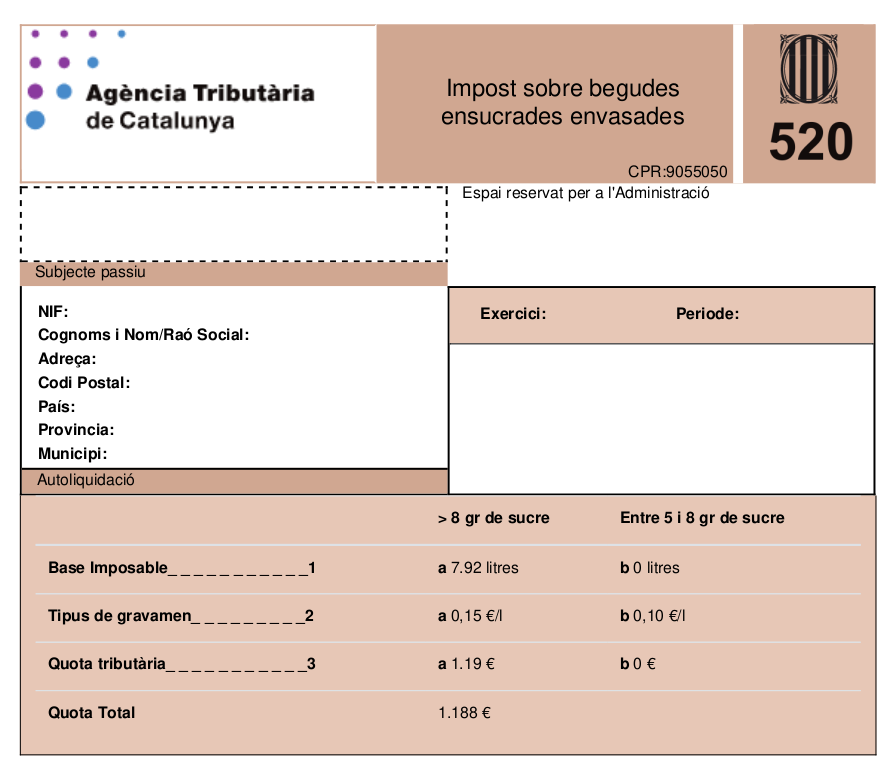 Agència Tributària
de Catalunya
Impost sobre begudes
ensucrades envasades
CPR:9055050
520
Espai reservat per a l'Administració
Subjecte passiu
NIF:
Cognoms i Nom/Raó Social:
Adreça:
Codi Postal:
País:
Provincia:
Municipi:
Exercici: Periode:
Autoliquidació
> 8 gr de sucre Entre 5 i 8 gr de sucre
Base Imposable_ _ _ _ _ _ _ _ _ _ _1 a 7.92 litres b 0 litres
Tipus de gravamen_ _ _ _ _ _ _ _ _2 a 0,15 €/l b 0,10 €/l
Quota tributària_ _ _ _ _ _ _ _ _ _ _3 a 1.19 € b 0 €
Quota Total 1.188 €